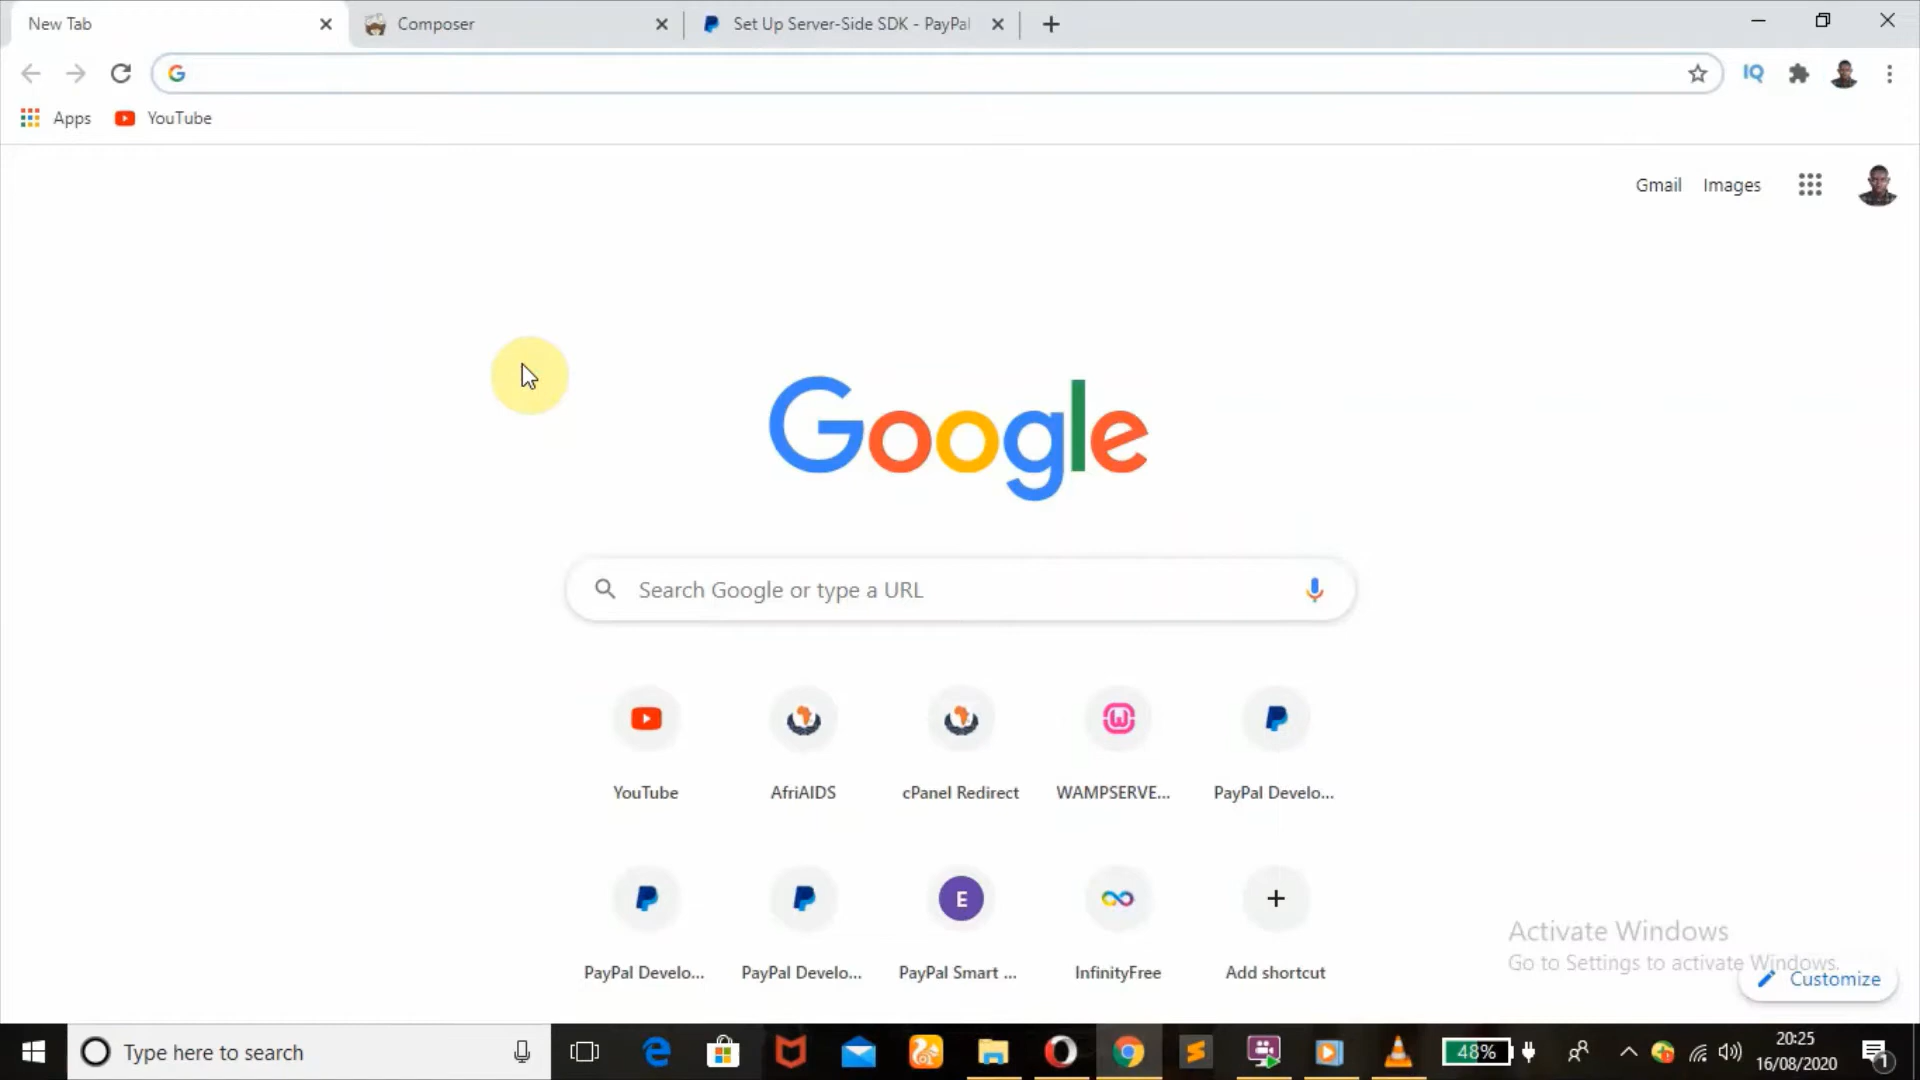 New Tab
Composer
Set Up Server-Side SDK - PayPal
IQ
Apps
YouTube
Gmail
Images
Google
Search Google or type a URL
YouTube
AfriAIDS
cPanel Redirect
WAMPSERVE...
PayPal Develo...
E
PayPal Develo...
PayPal Develo...
PayPal Smart ...
InfinityFree
Add shortcut
Activate Windows
Go to Settings to activate Windows.
Customize
Type here to search
48%
20:25
16/08/2020
1